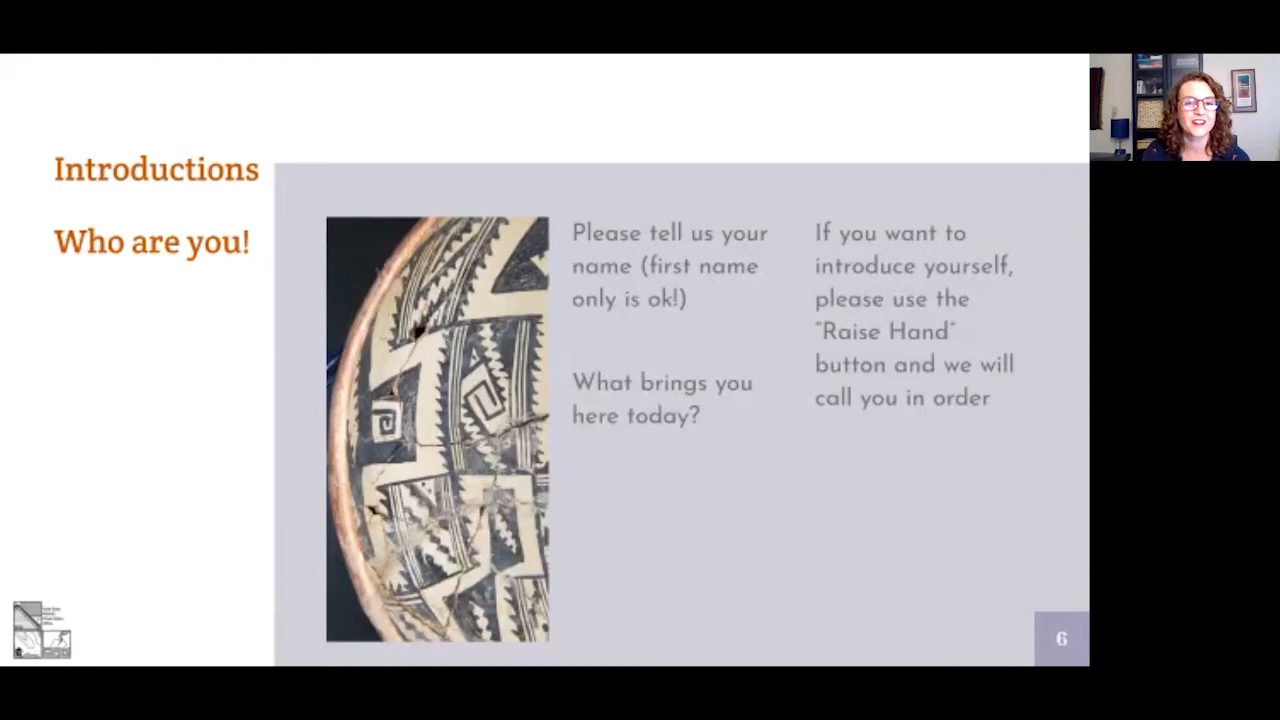 Introductions
Who are you!
Please tell us your
name (first name
only is ok!)
What brings you
here today?
If you want to
introduce yourself,
please use the
“Raise Hand”
button and we will
call you in order
6